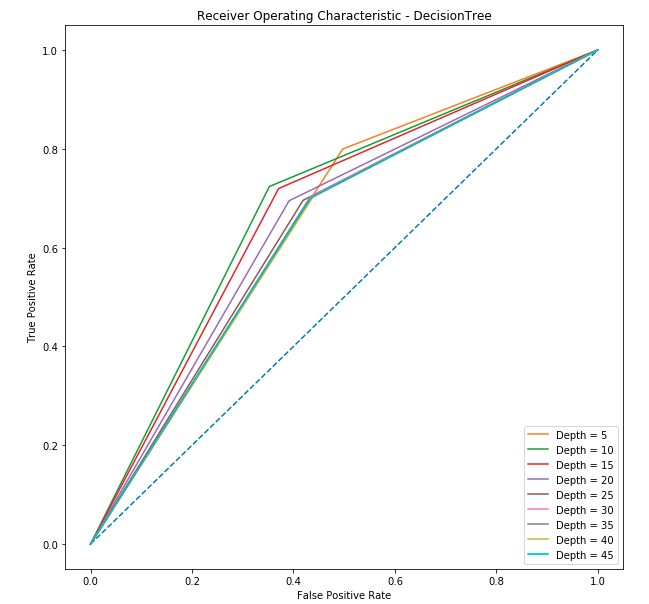 Receiver Operating Characteristic - DecisionTree
1.0
0.8
0.6
0.4
0.2
0.0
True Positive Rate
Depth = 5
Depth = 10
Depth = 15
Depth = 20
Depth = 25
Depth = 30
Depth = 35
Depth = 40
Depth = 45
0.0 0.2 0.4 0.6 0.8 1.0
False Positive Rate